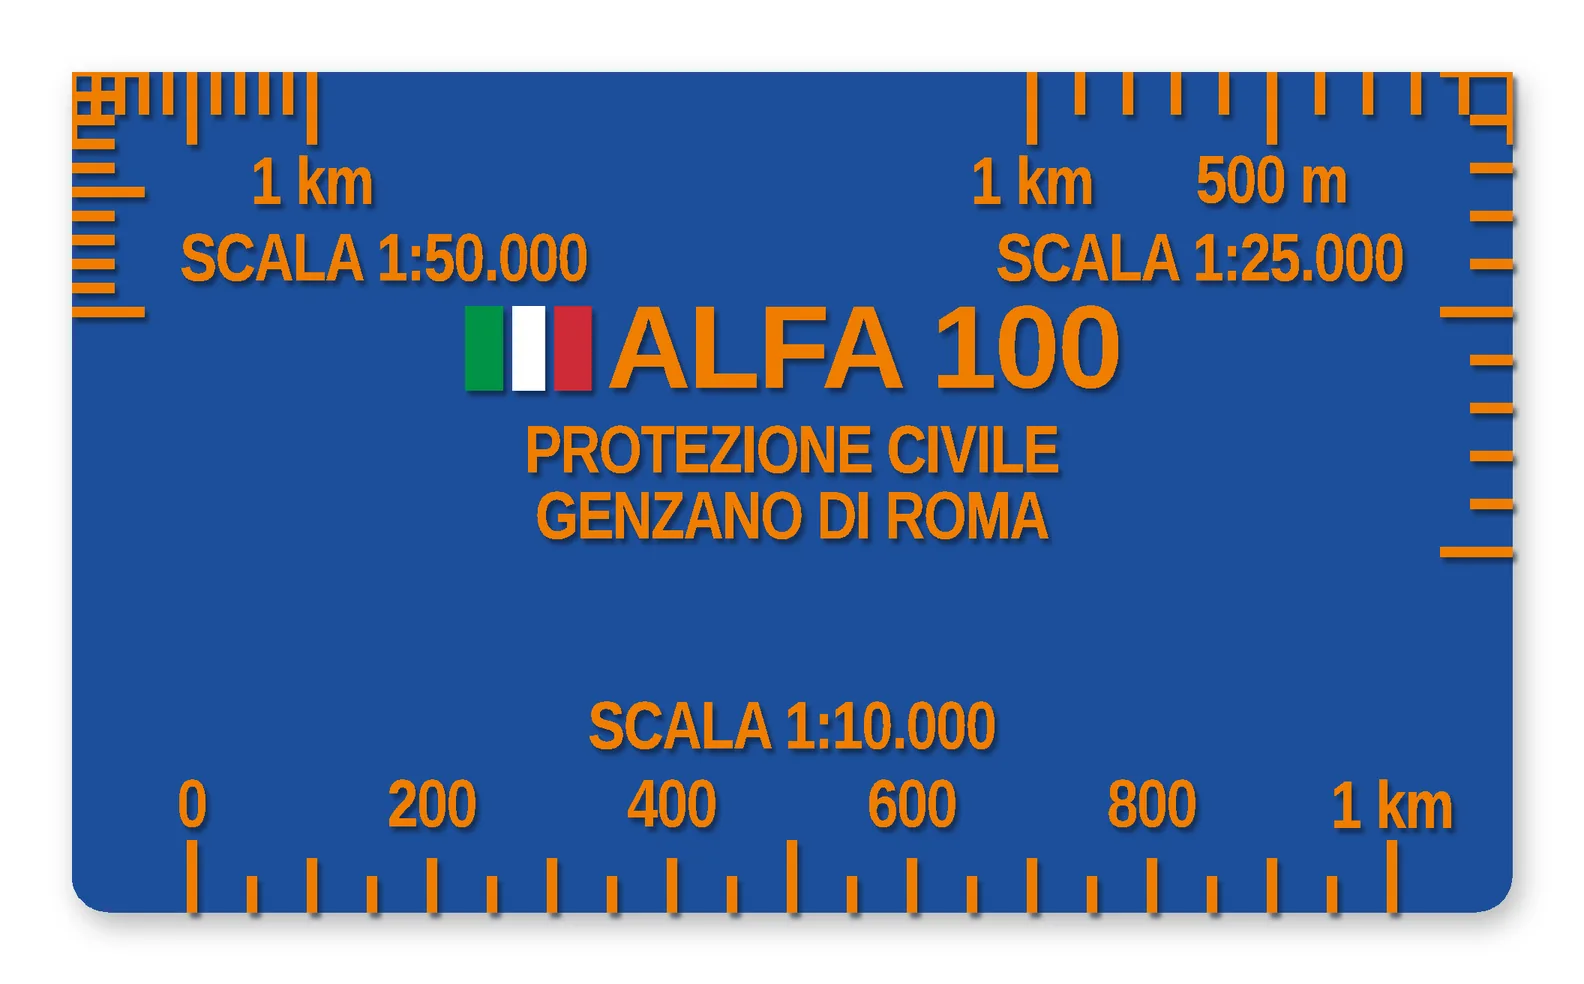 1 km
1 km 500 m
SCALA 1:50.000
SCALA 1:25.000
ALFA 100
PROTEZIONE CIVILE
GENZANO DI ROMA
SCALA 1:10.000
0 200 400 600 800 1 km